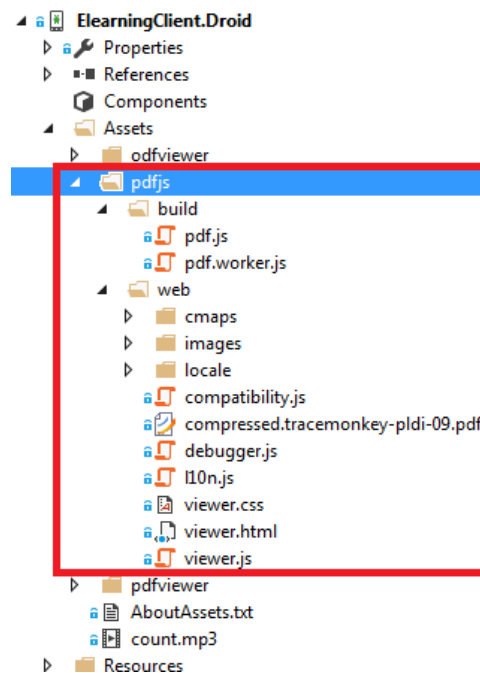 ElearningClient.Droid
Properties
References
Components
Assets
odfviewer
pdfjs
build
pdf.js
pdf.worker.js
web
cmaps
images
locale
compatibility.js
compressed.tracemonkey-pldi-09.pdf
debugger.js
l10n.js
viewer.css
viewer.html
viewer.js
pdfviewer
AboutAssets.txt
count.mp3
Resources